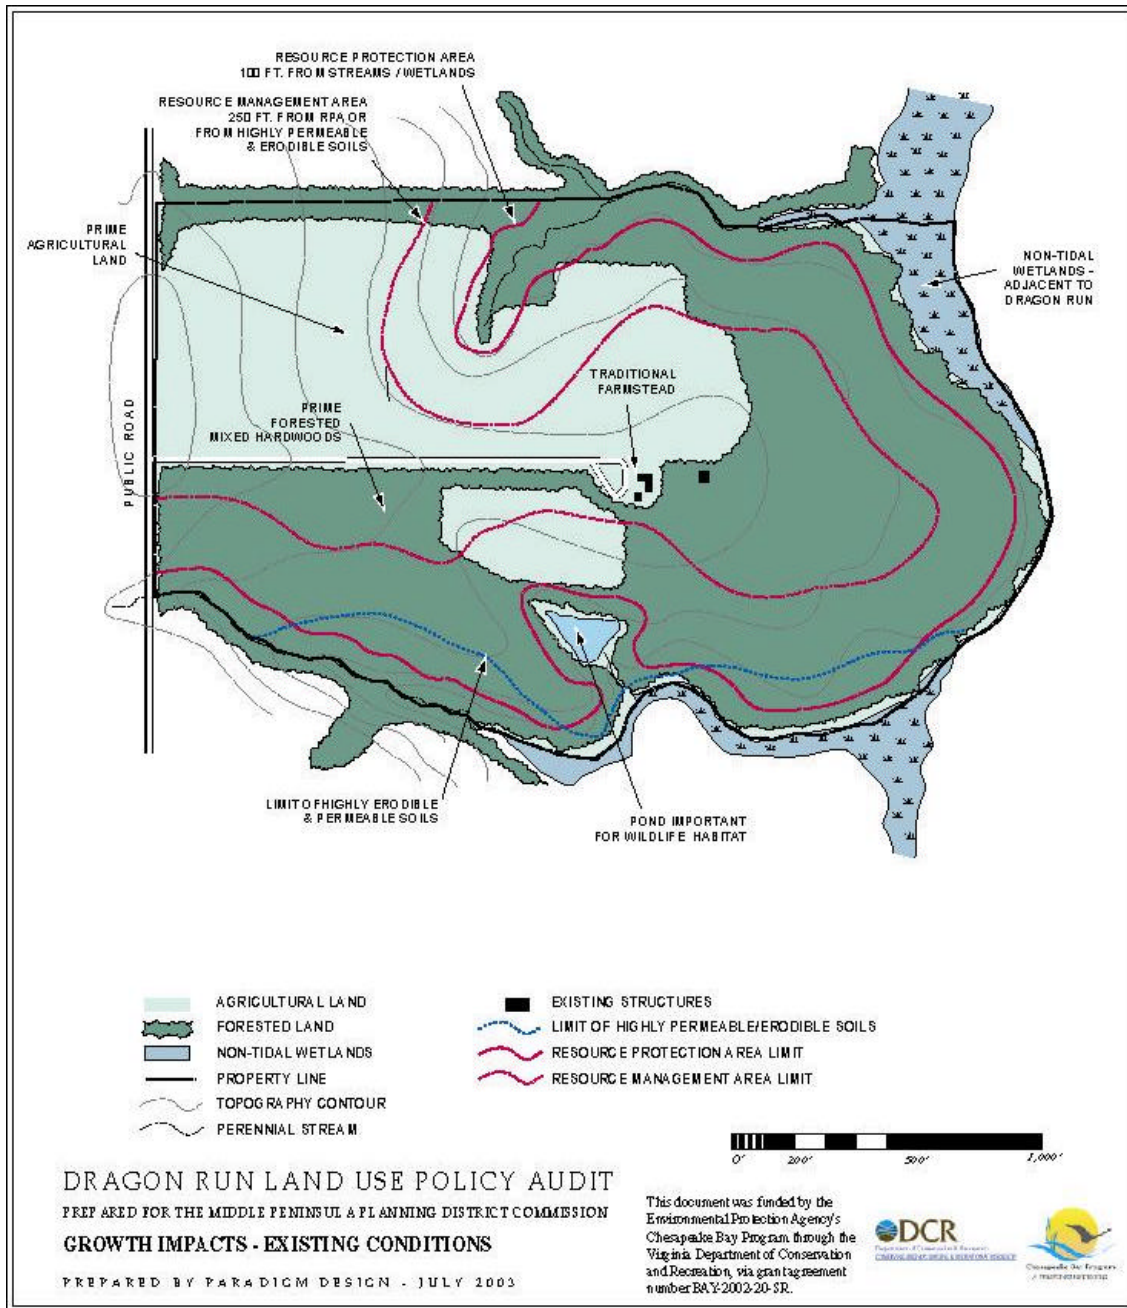 RESOURCE PROTECTION AREA
100 FT. FROM STREAMS / WETLANDS
RESOURCE MANAGEMENT AREA
250 FT. FROM RPA OR
FROM HIGHLY PERMEABLE
& ERODIBLE SOILS
PRIME
AGRICULTURAL
LAND
NON-TIDAL
WETLANDS -
ADJACENT TO
DRAGON RUN
TRADITIONAL
FARMSTEAD
PRIME
FORESTED
MIXED HARDWOODS
PUBLIC ROAD
LIMIT OF HIGHLY ERODIBLE
& PERMEABLE SOILS
POND IMPORTANT
FOR WILDLIFE HABITAT
AGRICULTURAL LAND
FORESTED LAND
NON-TIDAL WETLANDS
PROPERTY LINE
TOPOGRAPHY CONTOUR
PERENNIAL STREAM
EXISTING STRUCTURES
LIMIT OF HIGHLY PERMEABLE/ERODIBLE SOILS
RESOURCE PROTECTION AREA LIMIT
RESOURCE MANAGEMENT AREA LIMIT
0' 200' 500' 1,000'
DRAGON RUN LAND USE POLICY AUDIT
PREPARED FOR THE MIDDLE PENINSULA PLANNING DISTRICT COMMISSION
GROWTH IMPACTS - EXISTING CONDITIONS
PREPARED BY PARADIGM DESIGN - JULY 2003
This document was funded by the
Environmental Protection Agency's
Chesapeake Bay Program through the
Virginia Department of Conservation
and Recreation, via grant agreement
number BAY-2002-20-SR.
DCR
Department of Conservation & Recreation
Chesapeake Bay Program